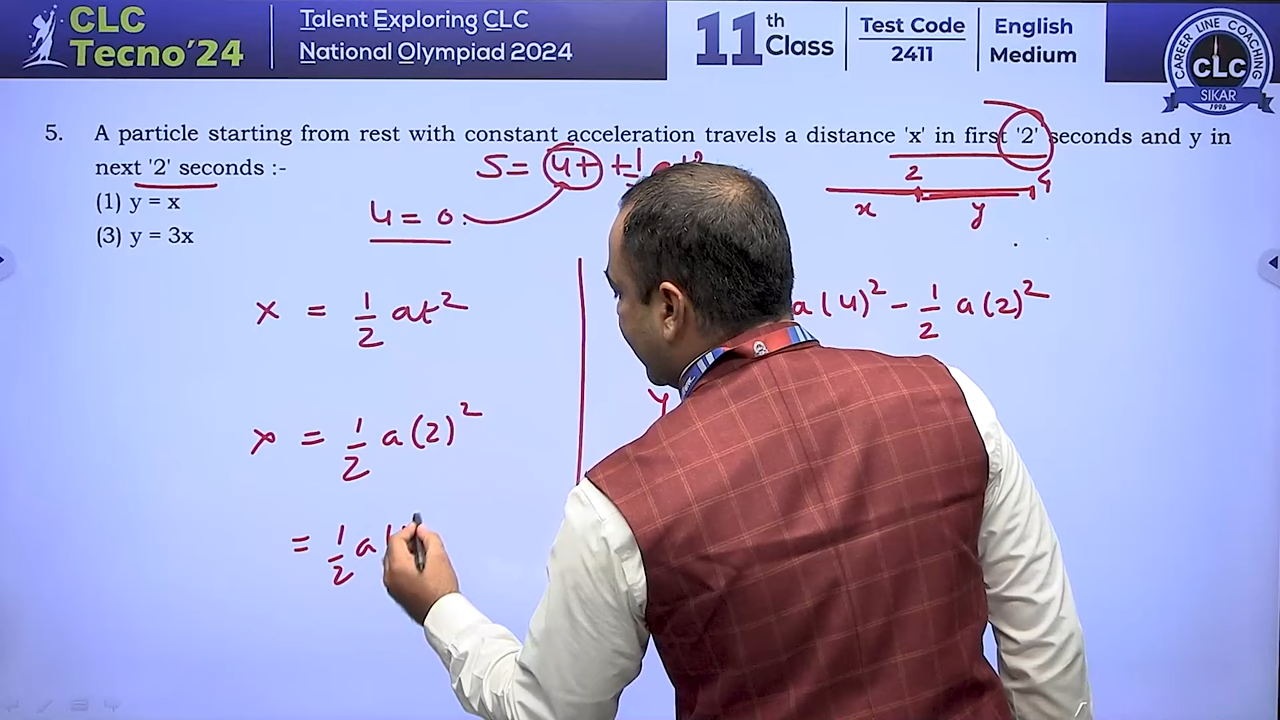 CLC
Tecno'24
Talent Exploring CLC
National Olympiad 2024
11th Class
Test Code
2411
English
Medium
CAREER LINE COACHING
CLC
SIKAR
1996
5. A particle starting from rest with constant acceleration travels a distance 'x' in first '2' seconds and y in
next '2' seconds :-
S = ut + 1/2
2 4
x y
(1) y = x
u = 0
(3) y = 3x
x = 1/2 at²
a(4)² - 1/2 a(2)²
y
x = 1/2 a(2)²
= 1/2 a